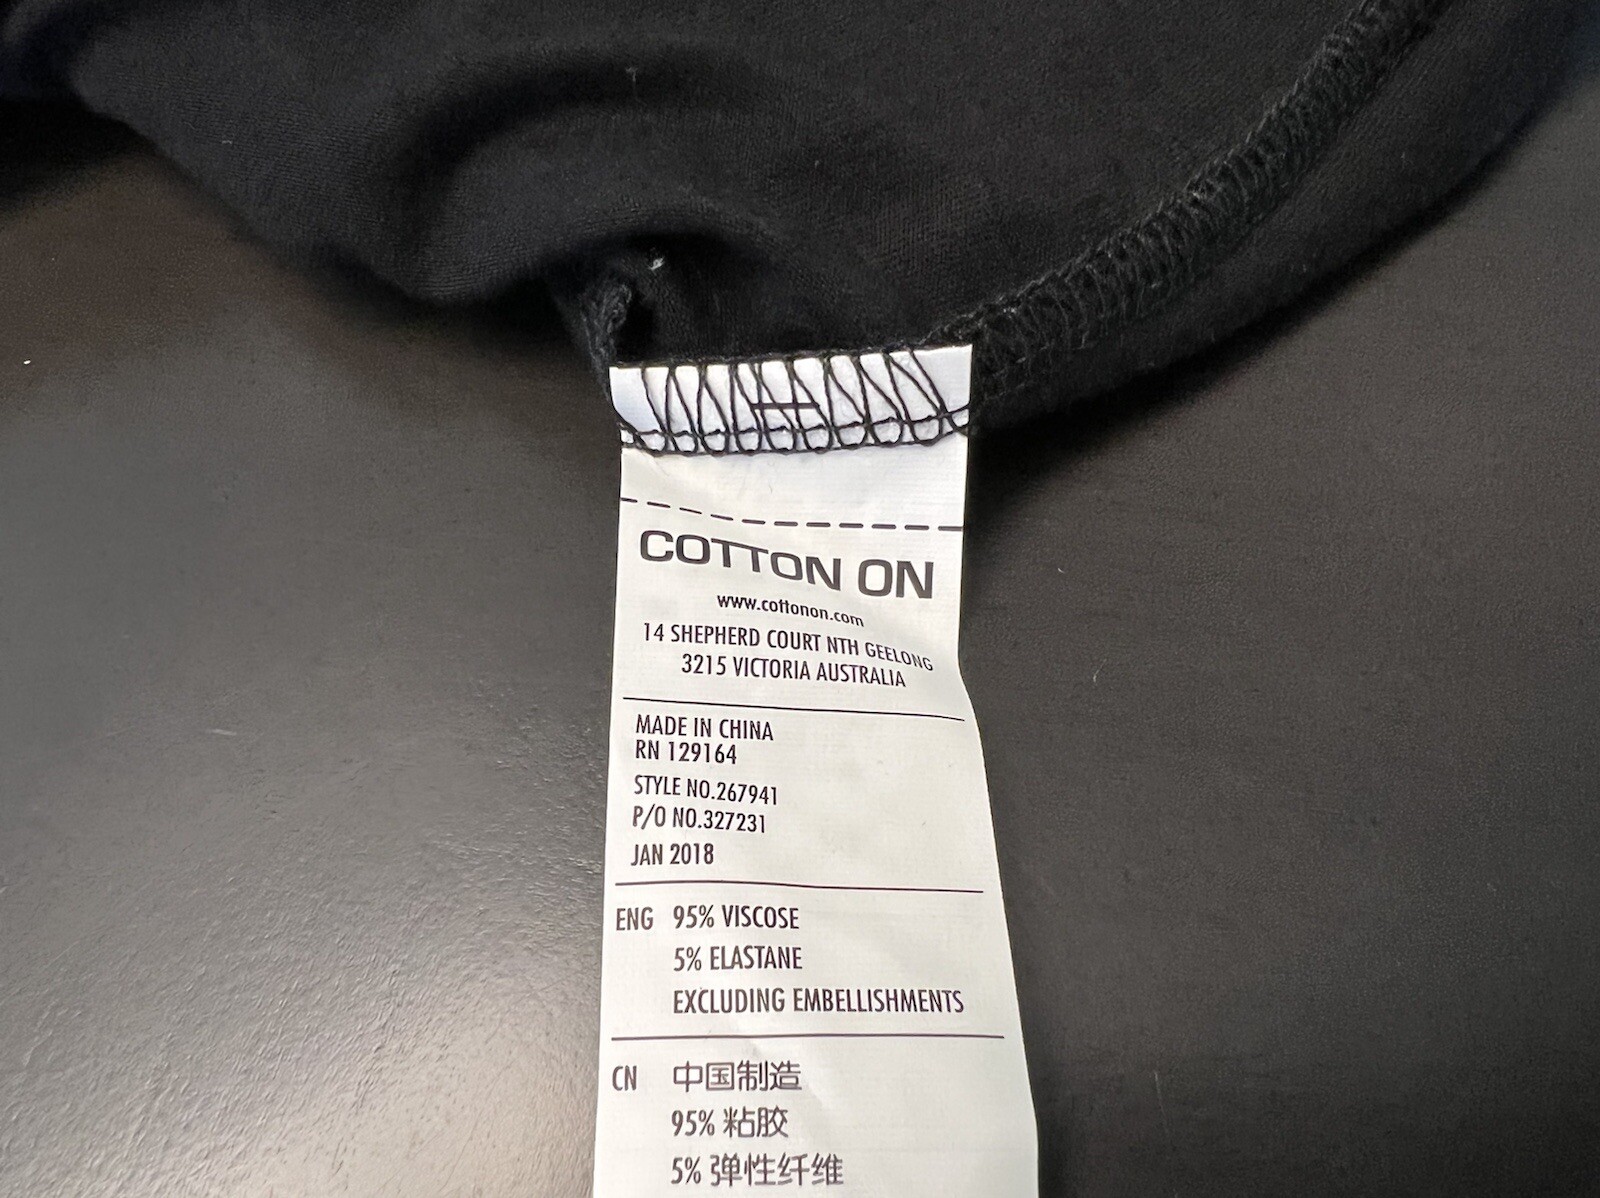 COTTON ON
www.cottonon.com
14 SHEPHERD COURT NTH GEELONG
3215 VICTORIA AUSTRALIA
MADE IN CHINA
RN 129164
STYLE NO.267941
P/O NO.327231
JAN 2018
ENG 95% VISCOSE
5% ELASTANE
EXCLUDING EMBELLISHMENTS
CN 中国制造
95% 粘胶
5% 弹性纤维